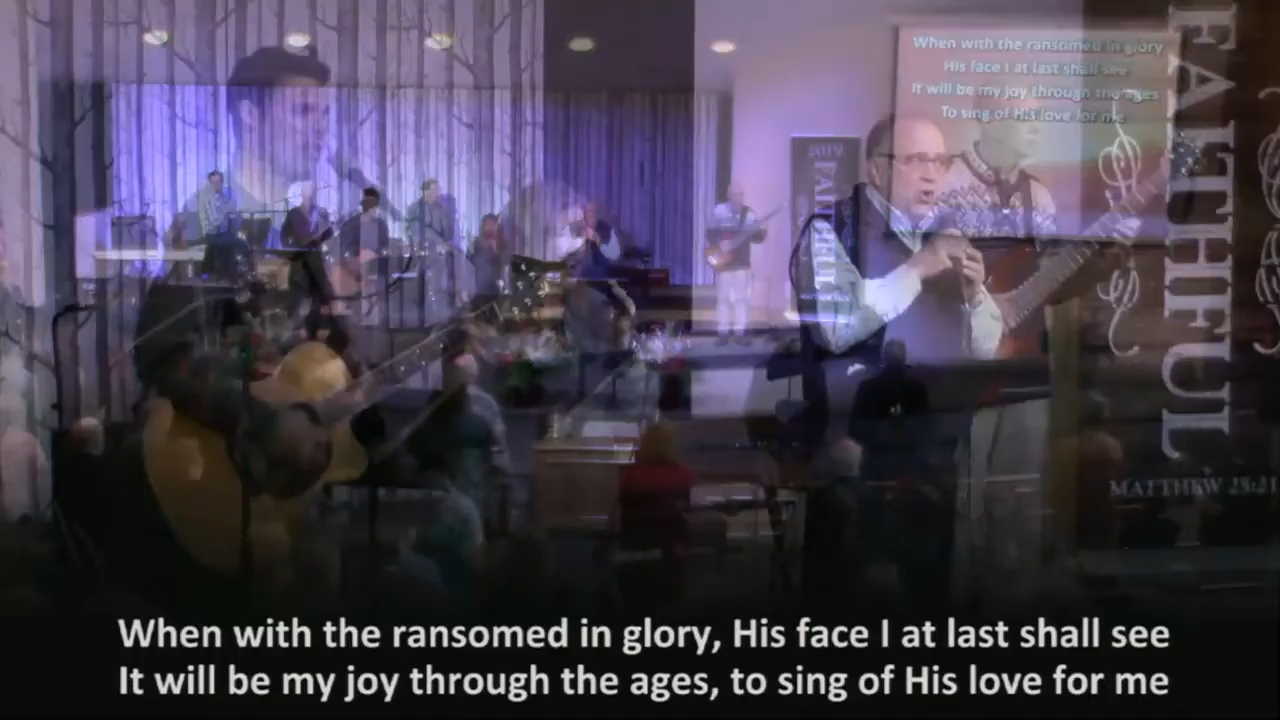 When with the ransomed in glory
His face I at last shall see
It will be my joy through the ages
To sing of His love for me
2019
FAITHFUL
FAITHFUL
MATTHEW 25:21
When with the ransomed in glory, His face I at last shall see
It will be my joy through the ages, to sing of His love for me